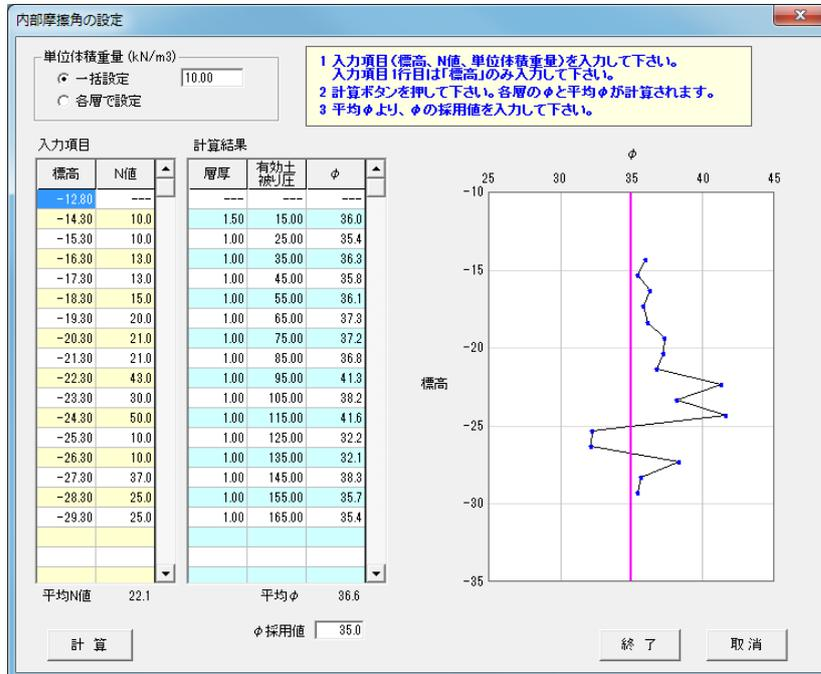 内部摩擦角の設定
単位体積重量 (kN/m3)
一括設定 10.00
各層で設定
1 入力項目(標高、N値、単位体積重量)を入力して下さい。
入力項目1行目は「標高」のみ入力して下さい。
2 計算ボタンを押して下さい。各層のφと平均φが計算されます。
3 平均φより、φの採用値を入力して下さい。
入力項目 計算結果
標高 N値 層厚 有効土被り圧 φ
-12.80 --- --- --- ---
-14.30 10.0 1.50 15.00 36.0
-15.30 10.0 1.00 25.00 35.4
-16.30 13.0 1.00 35.00 36.3
-17.30 13.0 1.00 45.00 35.8
-18.30 15.0 1.00 55.00 36.1
-19.30 20.0 1.00 65.00 37.3
-20.30 21.0 1.00 75.00 37.2
-21.30 21.0 1.00 85.00 36.8
-22.30 43.0 1.00 95.00 41.3
-23.30 30.0 1.00 105.00 38.2
-24.30 50.0 1.00 115.00 41.6
-25.30 10.0 1.00 125.00 32.2
-26.30 10.0 1.00 135.00 32.1
-27.30 37.0 1.00 145.00 38.3
-28.30 25.0 1.00 155.00 35.7
-29.30 25.0 1.00 165.00 35.4
平均N値 22.1 平均φ 36.6
φ採用値 35.0
計 算
φ
25 30 35 40 45
-10
-15
-20
標高
-25
-30
-35
終 了 取 消